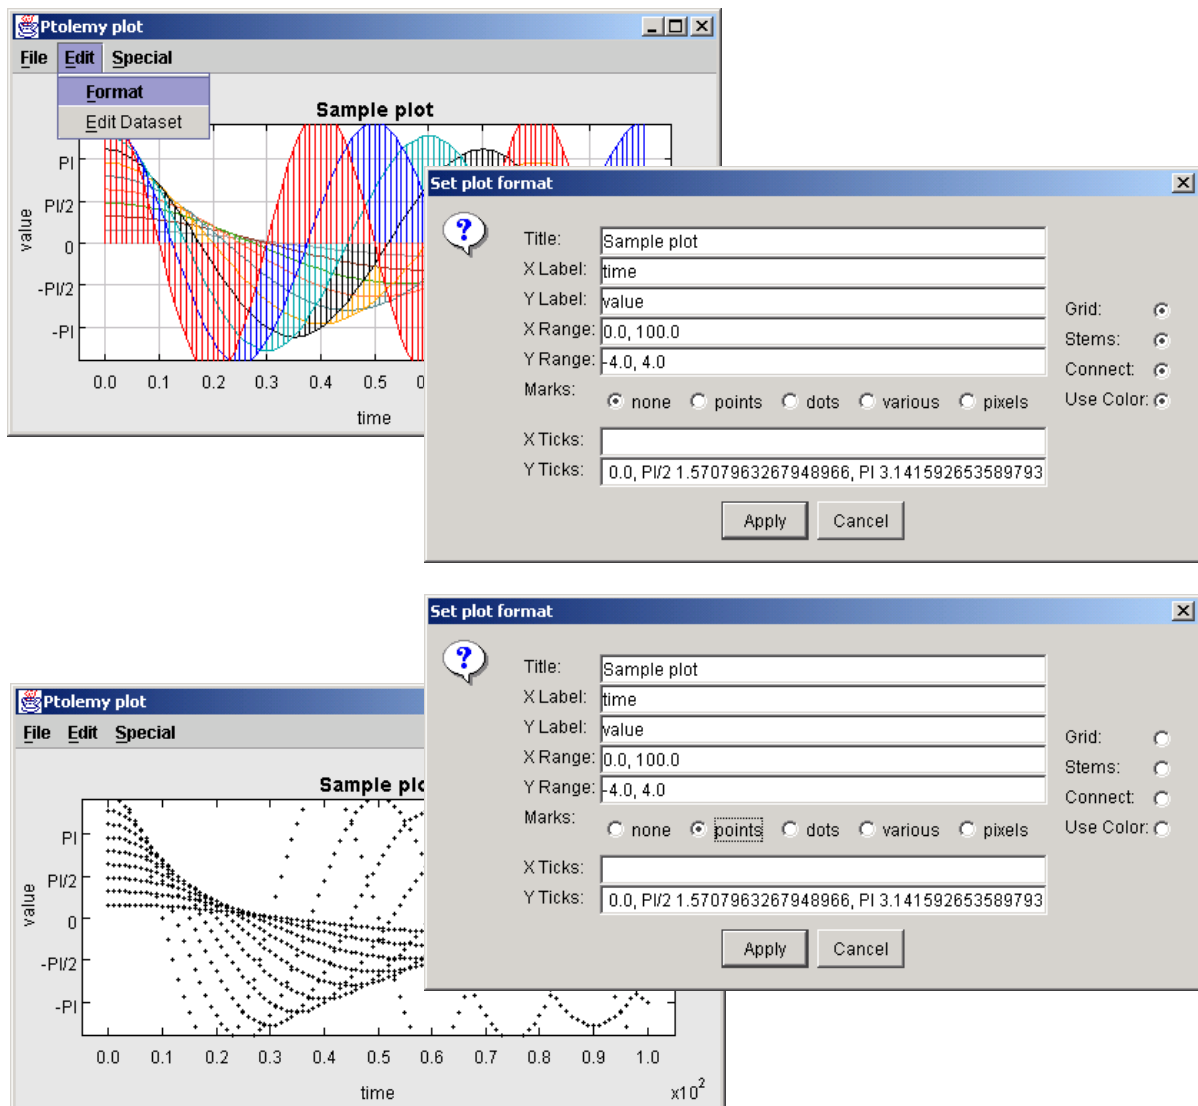 Ptolemy plot
File Edit Special
Format
Edit Dataset
Sample plot
PI
PI/2
0
-PI/2
-PI
value
0.0 0.1 0.2 0.3 0.4 0.5
time
Set plot format
Title: Sample plot
X Label: time
Y Label: value
X Range: 0.0, 100.0
Y Range: -4.0, 4.0
Marks: none points dots various pixels
Grid:
Stems:
Connect:
Use Color:
X Ticks:
Y Ticks: 0.0, PI/2 1.5707963267948966, PI 3.141592653589793
Apply Cancel
Set plot format
Title: Sample plot
X Label: time
Y Label: value
X Range: 0.0, 100.0
Y Range: -4.0, 4.0
Marks: none points dots various pixels
Grid:
Stems:
Connect:
Use Color:
X Ticks:
Y Ticks: 0.0, PI/2 1.5707963267948966, PI 3.141592653589793
Apply Cancel
Ptolemy plot
File Edit Special
Sample plo
PI
PI/2
0
-PI/2
-PI
value
0.0 0.1 0.2 0.3 0.4 0.5 0.6 0.7 0.8 0.9 1.0
time x10²